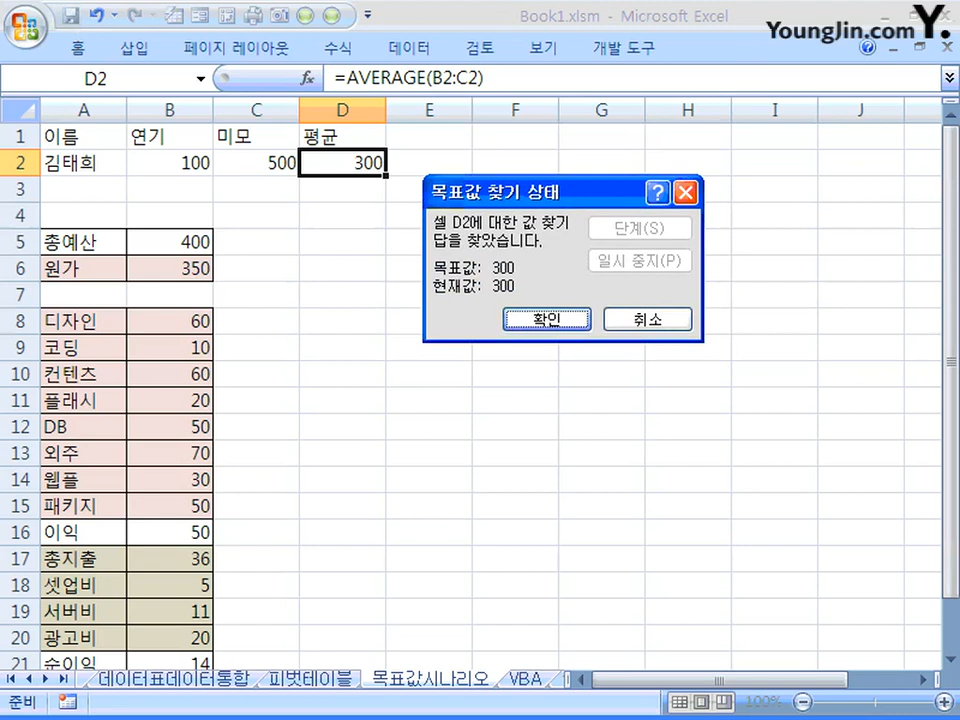 Book1.xlsm - Microsoft Excel
YoungJin.com Y.
홈 삽입 페이지 레이아웃 수식 데이터 검토 보기 개발 도구
D2 fx =AVERAGE(B2:C2)
A B C D E F G H I J
1 이름 연기 미모 평균
2 김태희 100 500 300
3
4
5 총예산 400
6 원가 350
7
8 디자인 60
9 코딩 10
10 컨텐츠 60
11 플래시 20
12 DB 50
13 외주 70
14 웹플 30
15 패키지 50
16 이익 50
17 총지출 36
18 셋업비 5
19 서버비 11
20 광고비 20
21 순이익 14
목표값 찾기 상태
셀 D2에 대한 값 찾기
답을 찾았습니다.
목표값: 300
현재값: 300
단계(S)
일시 중지(P)
확인 취소
데이터표데이터통합 피벗테이블 목표값시나리오 VBA
준비 100%